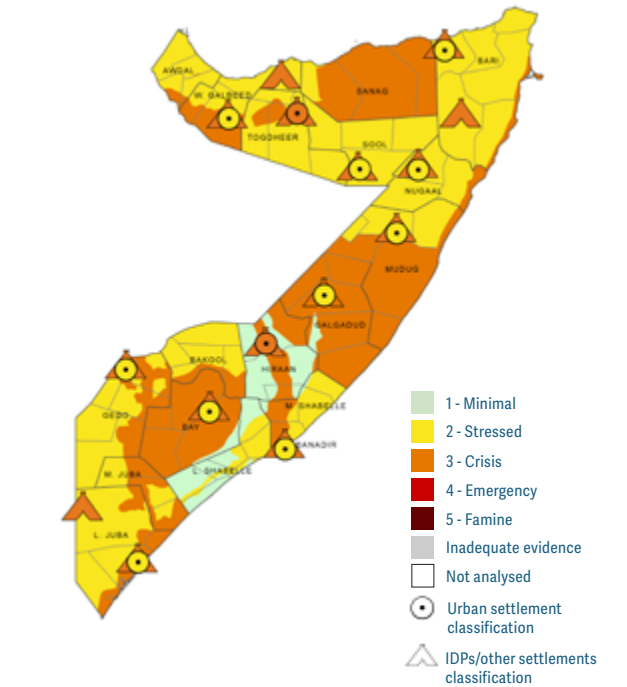 BARI
AWDAL
SANAG
W. GALBEED
TOGDHEER
SOOL
NUGAAL
MUDUG
GALGADUD
BAKOOL
HIRAAN
M. SHABELLE
GEDO
BAY
BANADIR
L. SHABELLE
M. JUBA
L. JUBA
1 - Minimal
2 - Stressed
3 - Crisis
4 - Emergency
5 - Famine
Inadequate evidence
Not analysed
Urban settlement
classification
IDPs/other settlements
classification